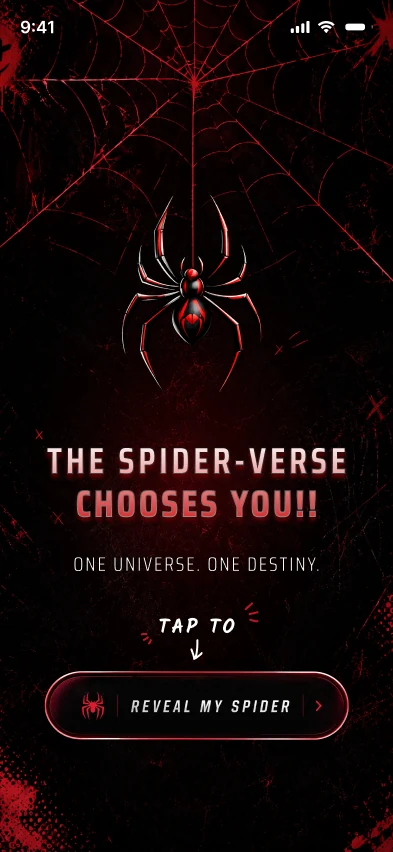 9:41
THE SPIDER-VERSE
CHOOSES YOU!!
ONE UNIVERSE. ONE DESTINY.
TAP TO
REVEAL MY SPIDER